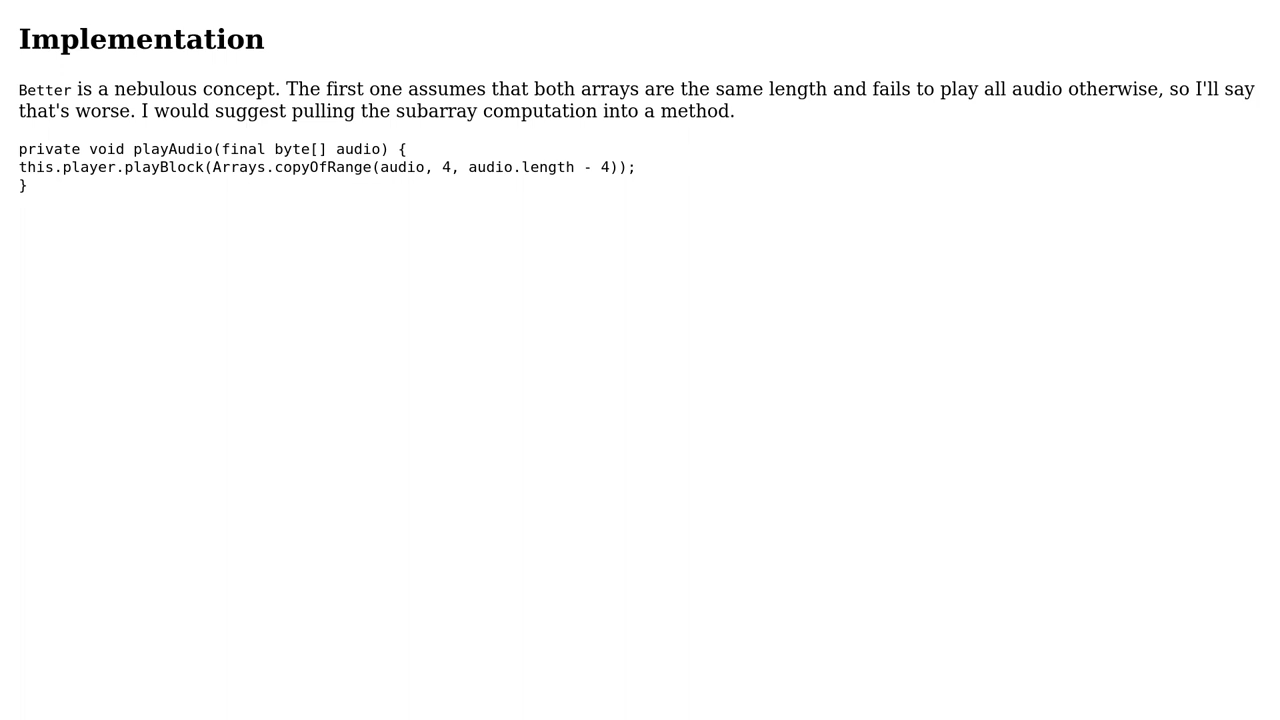 Implementation
Better is a nebulous concept. The first one assumes that both arrays are the same length and fails to play all audio otherwise, so I'll say
that's worse. I would suggest pulling the subarray computation into a method.
private void playAudio(final byte[] audio) {
this.player.playBlock(Arrays.copyOfRange(audio, 4, audio.length - 4));
}